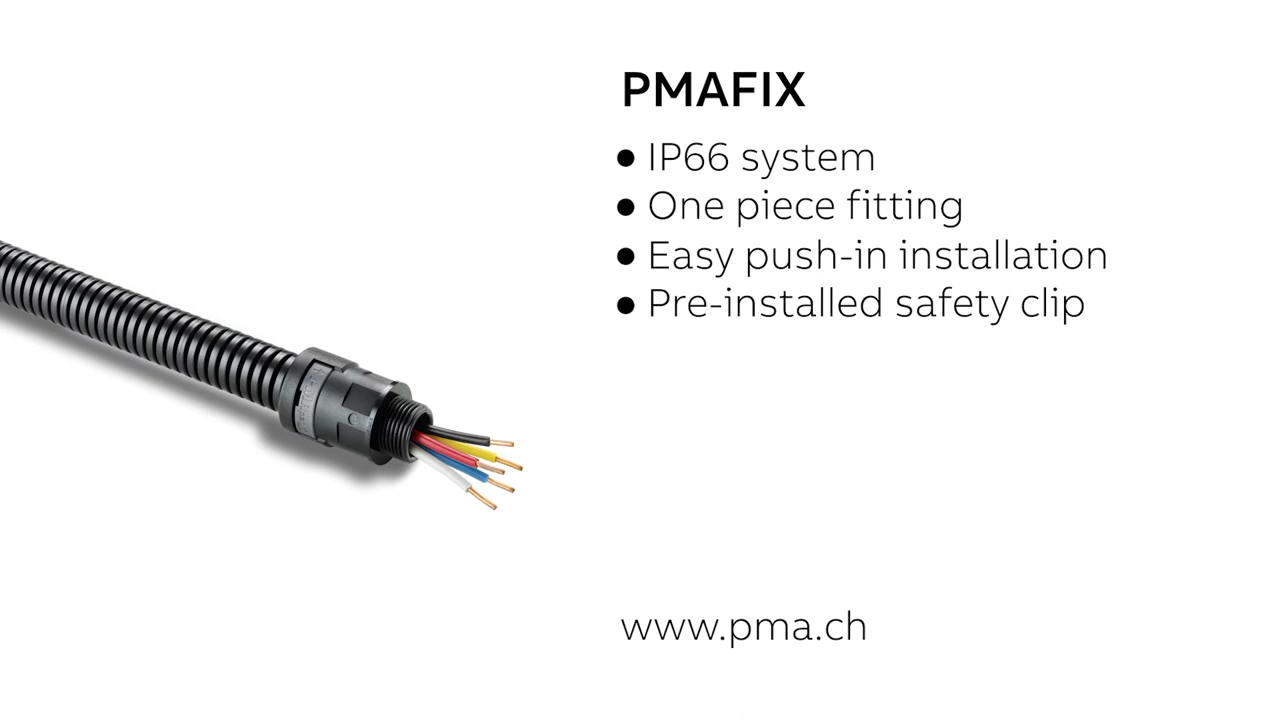 PMAFIX
● IP66 system
● One piece fitting
● Easy push-in installation
● Pre-installed safety clip
www.pma.ch